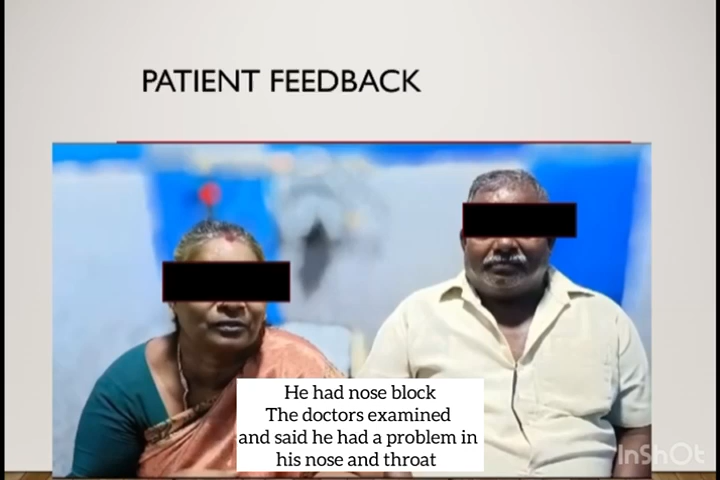 PATIENT FEEDBACK
He had nose block
The doctors examined
and said he had a problem in
his nose and throat
InShOt